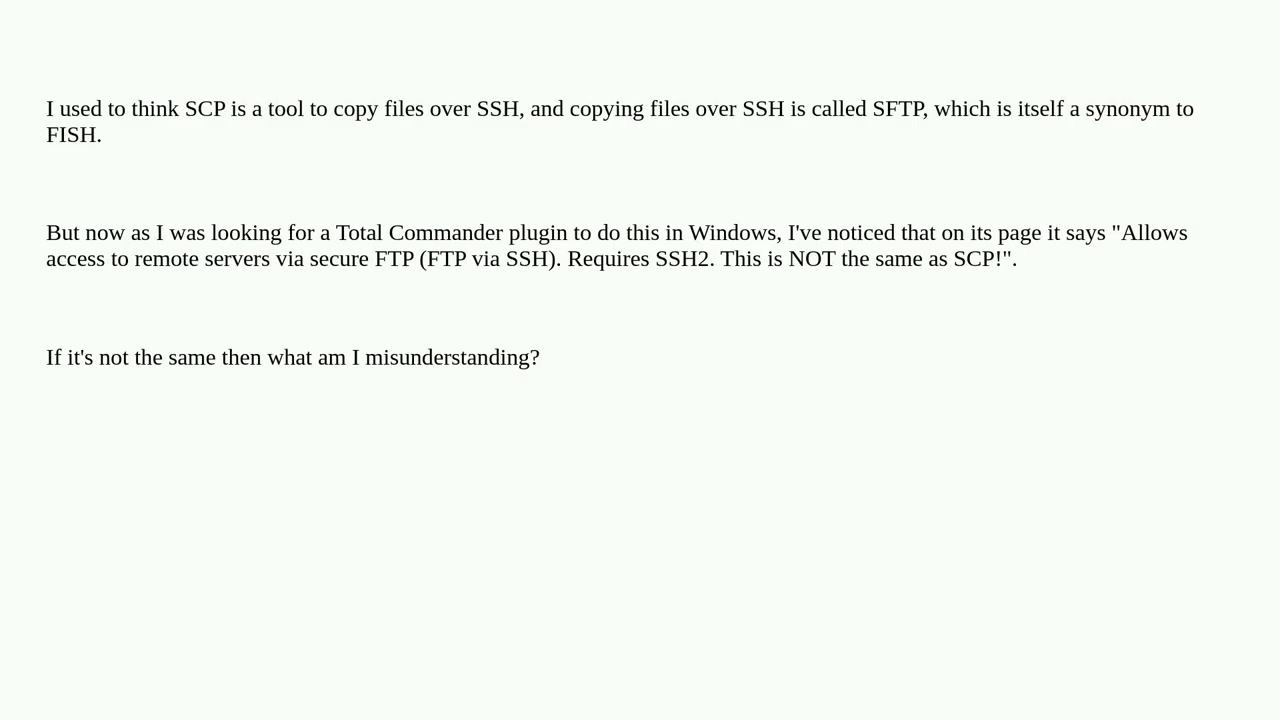 I used to think SCP is a tool to copy files over SSH, and copying files over SSH is called SFTP, which is itself a synonym to
FISH.
But now as I was looking for a Total Commander plugin to do this in Windows, I've noticed that on its page it says "Allows
access to remote servers via secure FTP (FTP via SSH). Requires SSH2. This is NOT the same as SCP!".
If it's not the same then what am I misunderstanding?